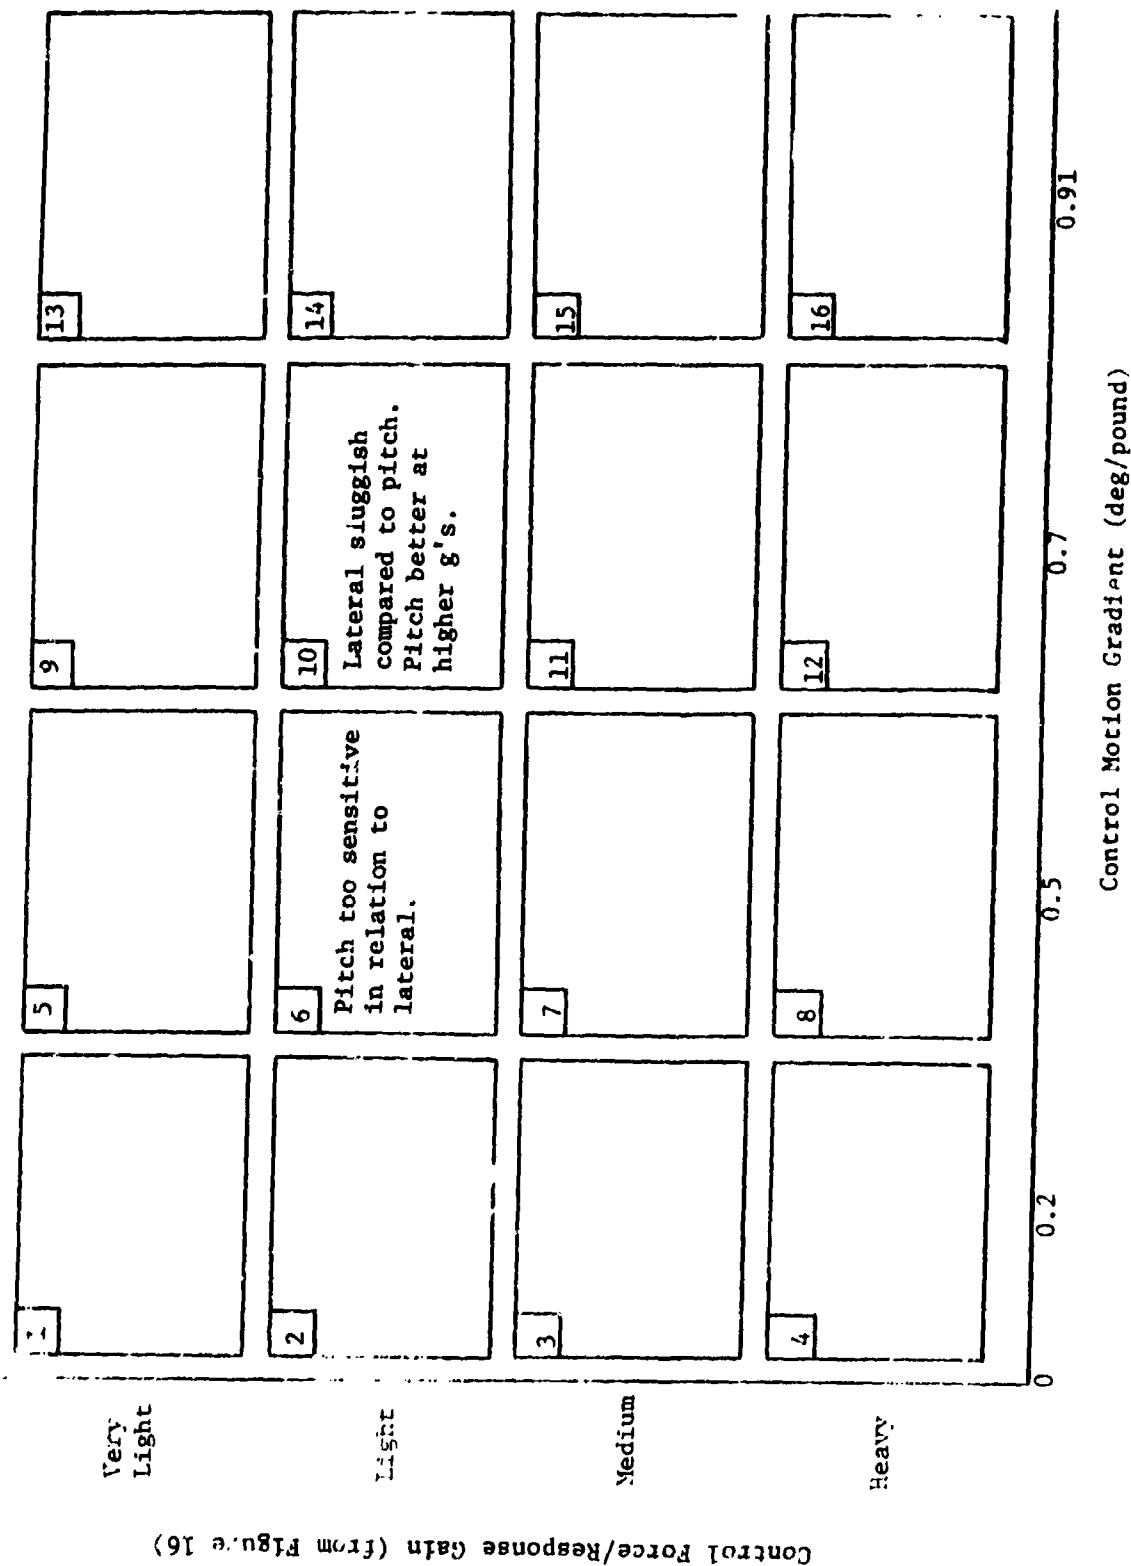 Control Force/Response Gain (from Figure 16)
Very
Light
Light
Medium
Heavy
1
5
9
13
2
6
Pitch too sensitive
in relation to
lateral.
10
Lateral sluggish
compared to pitch.
Pitch better at
higher g's.
14
3
7
11
15
4
8
12
16
0
0.2
0.5
0.7
0.91
Control Motion Gradient (deg/pound)